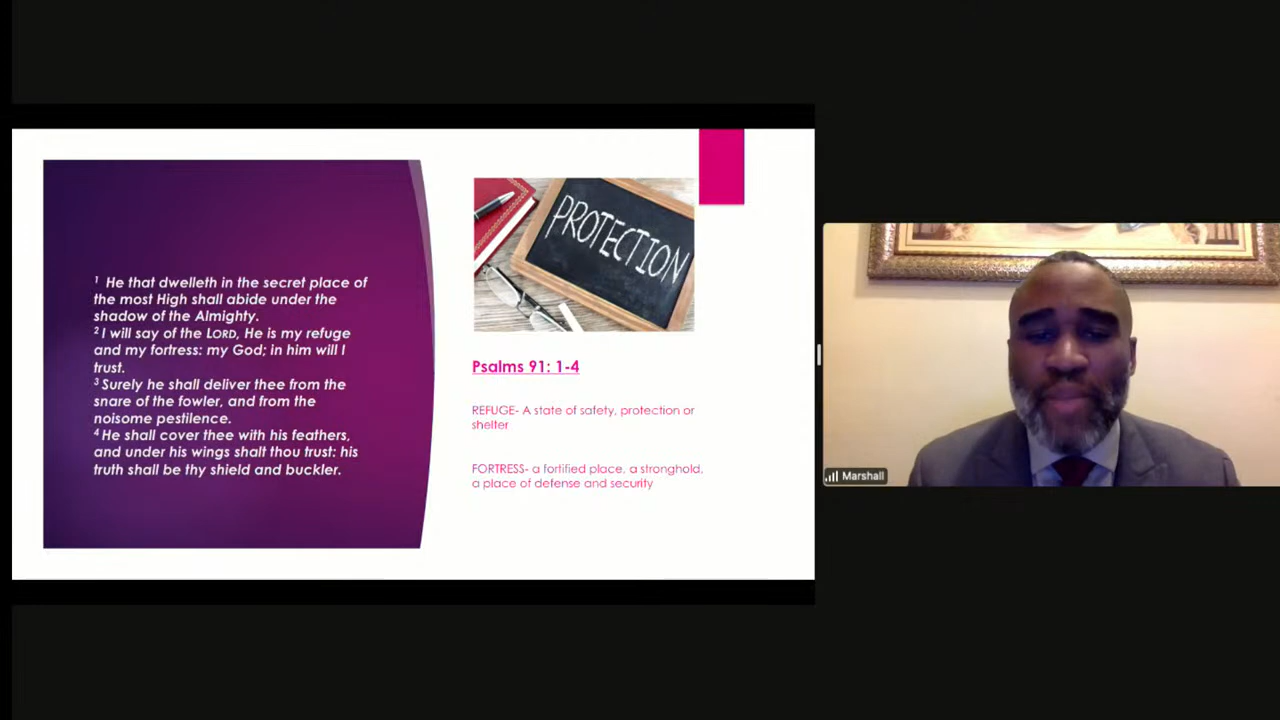 ¹ He that dwelleth in the secret place of
the most High shall abide under the
shadow of the Almighty.
² I will say of the LORD, He is my refuge
and my fortress: my God; in him will I
trust.
³ Surely he shall deliver thee from the
snare of the fowler, and from the
noisome pestilence.
⁴ He shall cover thee with his feathers,
and under his wings shalt thou trust: his
truth shall be thy shield and buckler.
PROTECTION
Psalms 91: 1-4
REFUGE- A state of safety, protection or
shelter
FORTRESS- a fortified place, a stronghold,
a place of defense and security
Marshall